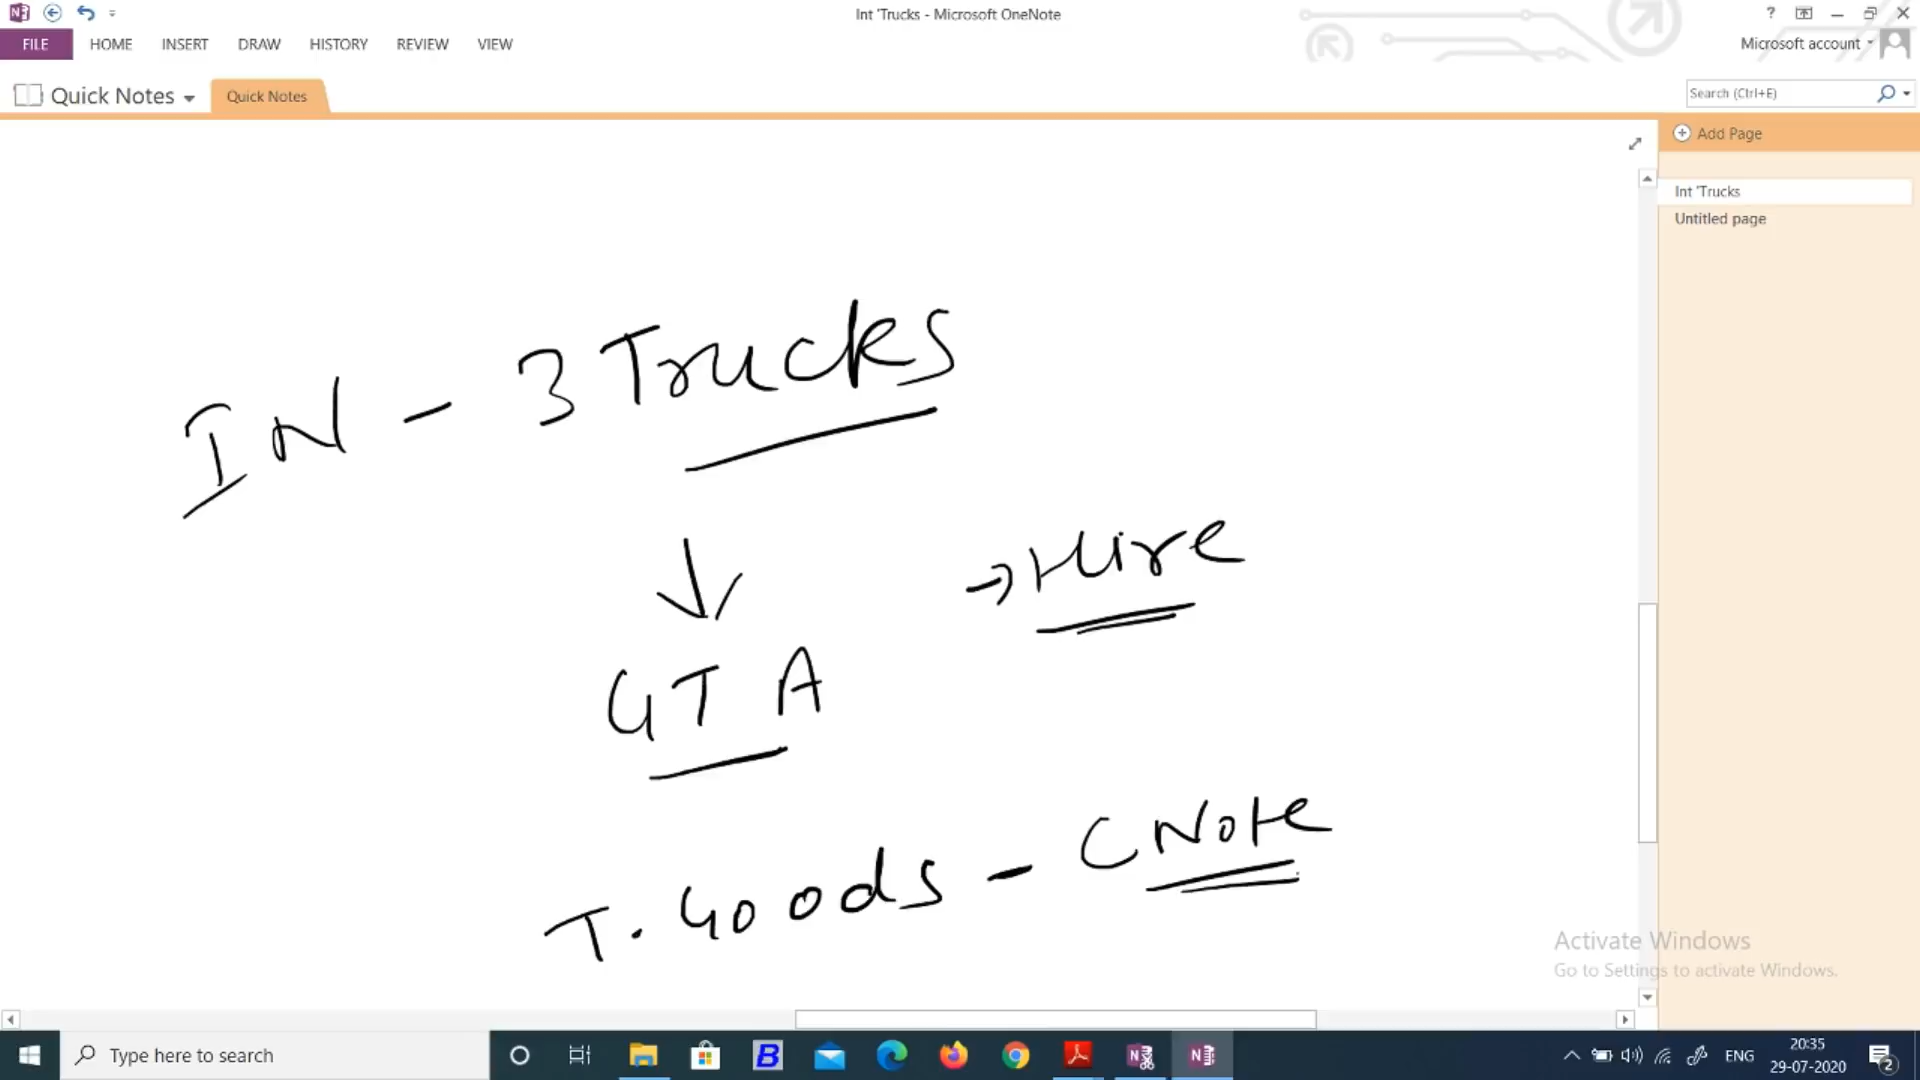 Int 'Trucks - Microsoft OneNote
?
FILE HOME INSERT DRAW HISTORY REVIEW VIEW
Microsoft account
Quick Notes Quick Notes
Search (Ctrl+E)
Add Page
Int 'Trucks
Untitled page
IN - 3 Trucks
→ Hire
GTA
T. Goods - CNote
Activate Windows
Go to Settings to activate Windows.
Type here to search
ENG
20:35
29-07-2020
2